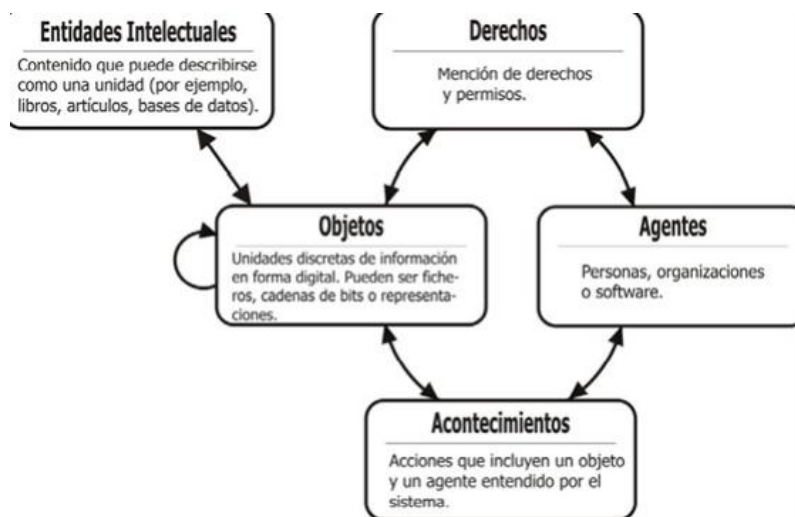 Entidades Intelectuales
Contenido que puede describirse
como una unidad (por ejemplo,
libros, artículos, bases de datos).
Derechos
Mención de derechos
y permisos.
Objetos
Unidades discretas de información
en forma digital. Pueden ser fiche-
ros, cadenas de bits o representa-
ciones.
Agentes
Personas, organizaciones
o software.
Acontecimientos
Acciones que incluyen un objeto
y un agente entendido por el
sistema.